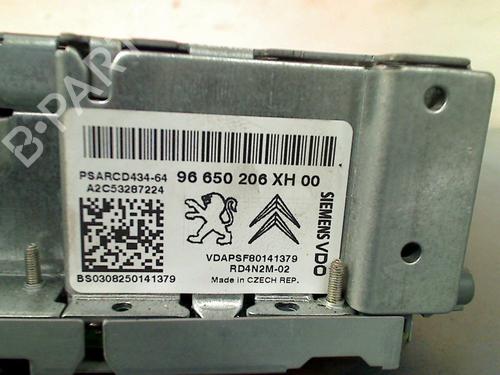 PSARCD434-64 96 650 206 XH 00
A2C53287224
SIEMENS VDO
VDAPSF80141379
RD4N2M-02
BS0308250141379 Made in CZECH REP.
B-PARTS